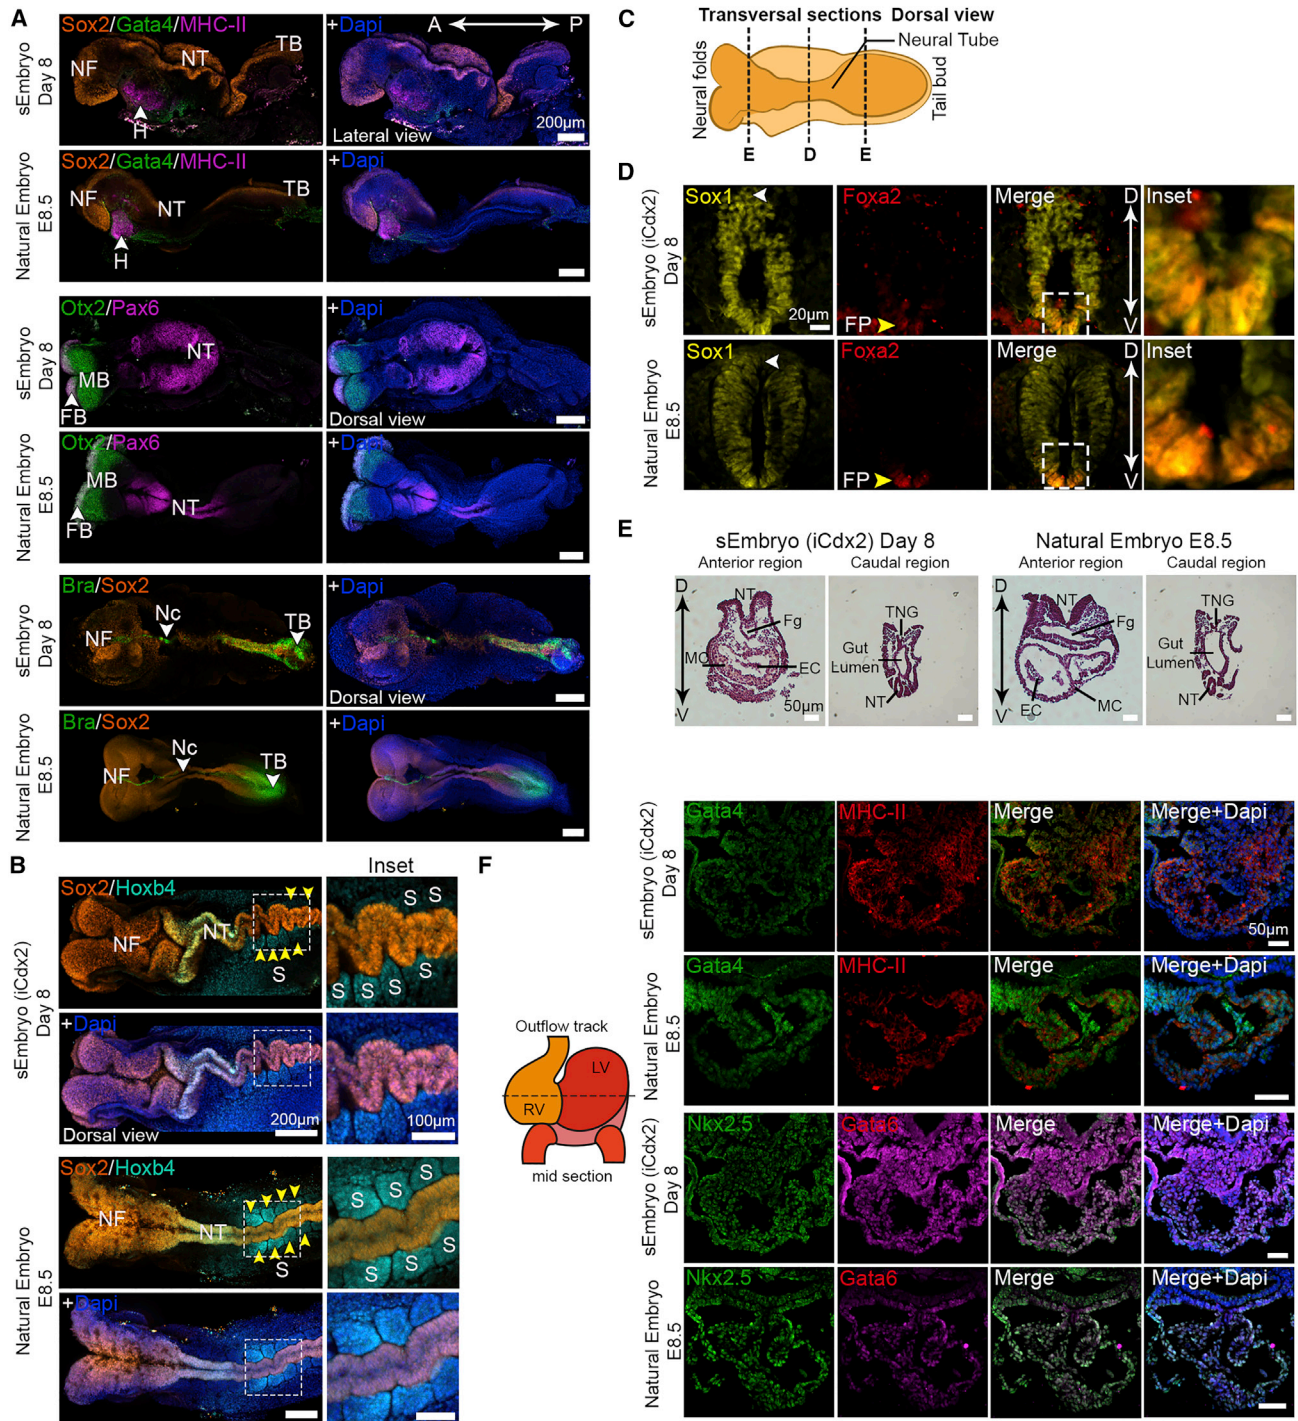 A
sEmbryo
Day 8
Sox2/Gata4/MHC-II
TB
NT
NF
H
+Dapi
A
P
200µm
Lateral view
Natural Embryo
E8.5
Sox2/Gata4/MHC-II
NF
TB
NT
H
+Dapi
sEmbryo
Day 8
Otx2/Pax6
NT
MB
FB
+Dapi
Dorsal view
Natural Embryo
E8.5
Otx2/Pax6
MB
NT
FB
+Dapi
sEmbryo
Day 8
Bra/Sox2
Nc
TB
NF
+Dapi
Dorsal view
Natural Embryo
E8.5
Bra/Sox2
Nc
TB
NF
+Dapi
B
Inset
sEmbryo (iCdx2)
Day 8
Sox2/Hoxb4
NT
NF
S
S
S
S
S
S
S
+Dapi
Dorsal view
200µm
100µm
Natural Embryo
E8.5
Sox2/Hoxb4
NF
NT
S
S
S
S
S
S
S
+Dapi
C
Transversal sections
Dorsal view
Neural Tube
Neural folds
Tail bud
E
D
E
D
sEmbryo (iCdx2)
Day 8
Sox1
20µm
Foxa2
FP
Merge
D
V
Inset
Natural Embryo
E8.5
Sox1
Foxa2
FP
Merge
D
V
Inset
E
sEmbryo (iCdx2) Day 8
Natural Embryo E8.5
Anterior region
Caudal region
Anterior region
Caudal region
D
V
NT
Fg
MC
EC
50µm
TNG
Gut
Lumen
NT
D
V
NT
Fg
EC
MC
TNG
Gut
Lumen
NT
F
Outflow track
LV
RV
mid section
sEmbryo (iCdx2)
Day 8
Gata4
MHC-II
Merge
Merge+Dapi
50µm
Natural Embryo
E8.5
Gata4
MHC-II
Merge
Merge+Dapi
sEmbryo (iCdx2)
Day 8
Nkx2.5
Gata6
Merge
Merge+Dapi
Natural Embryo
E8.5
Nkx2.5
Gata6
Merge
Merge+Dapi